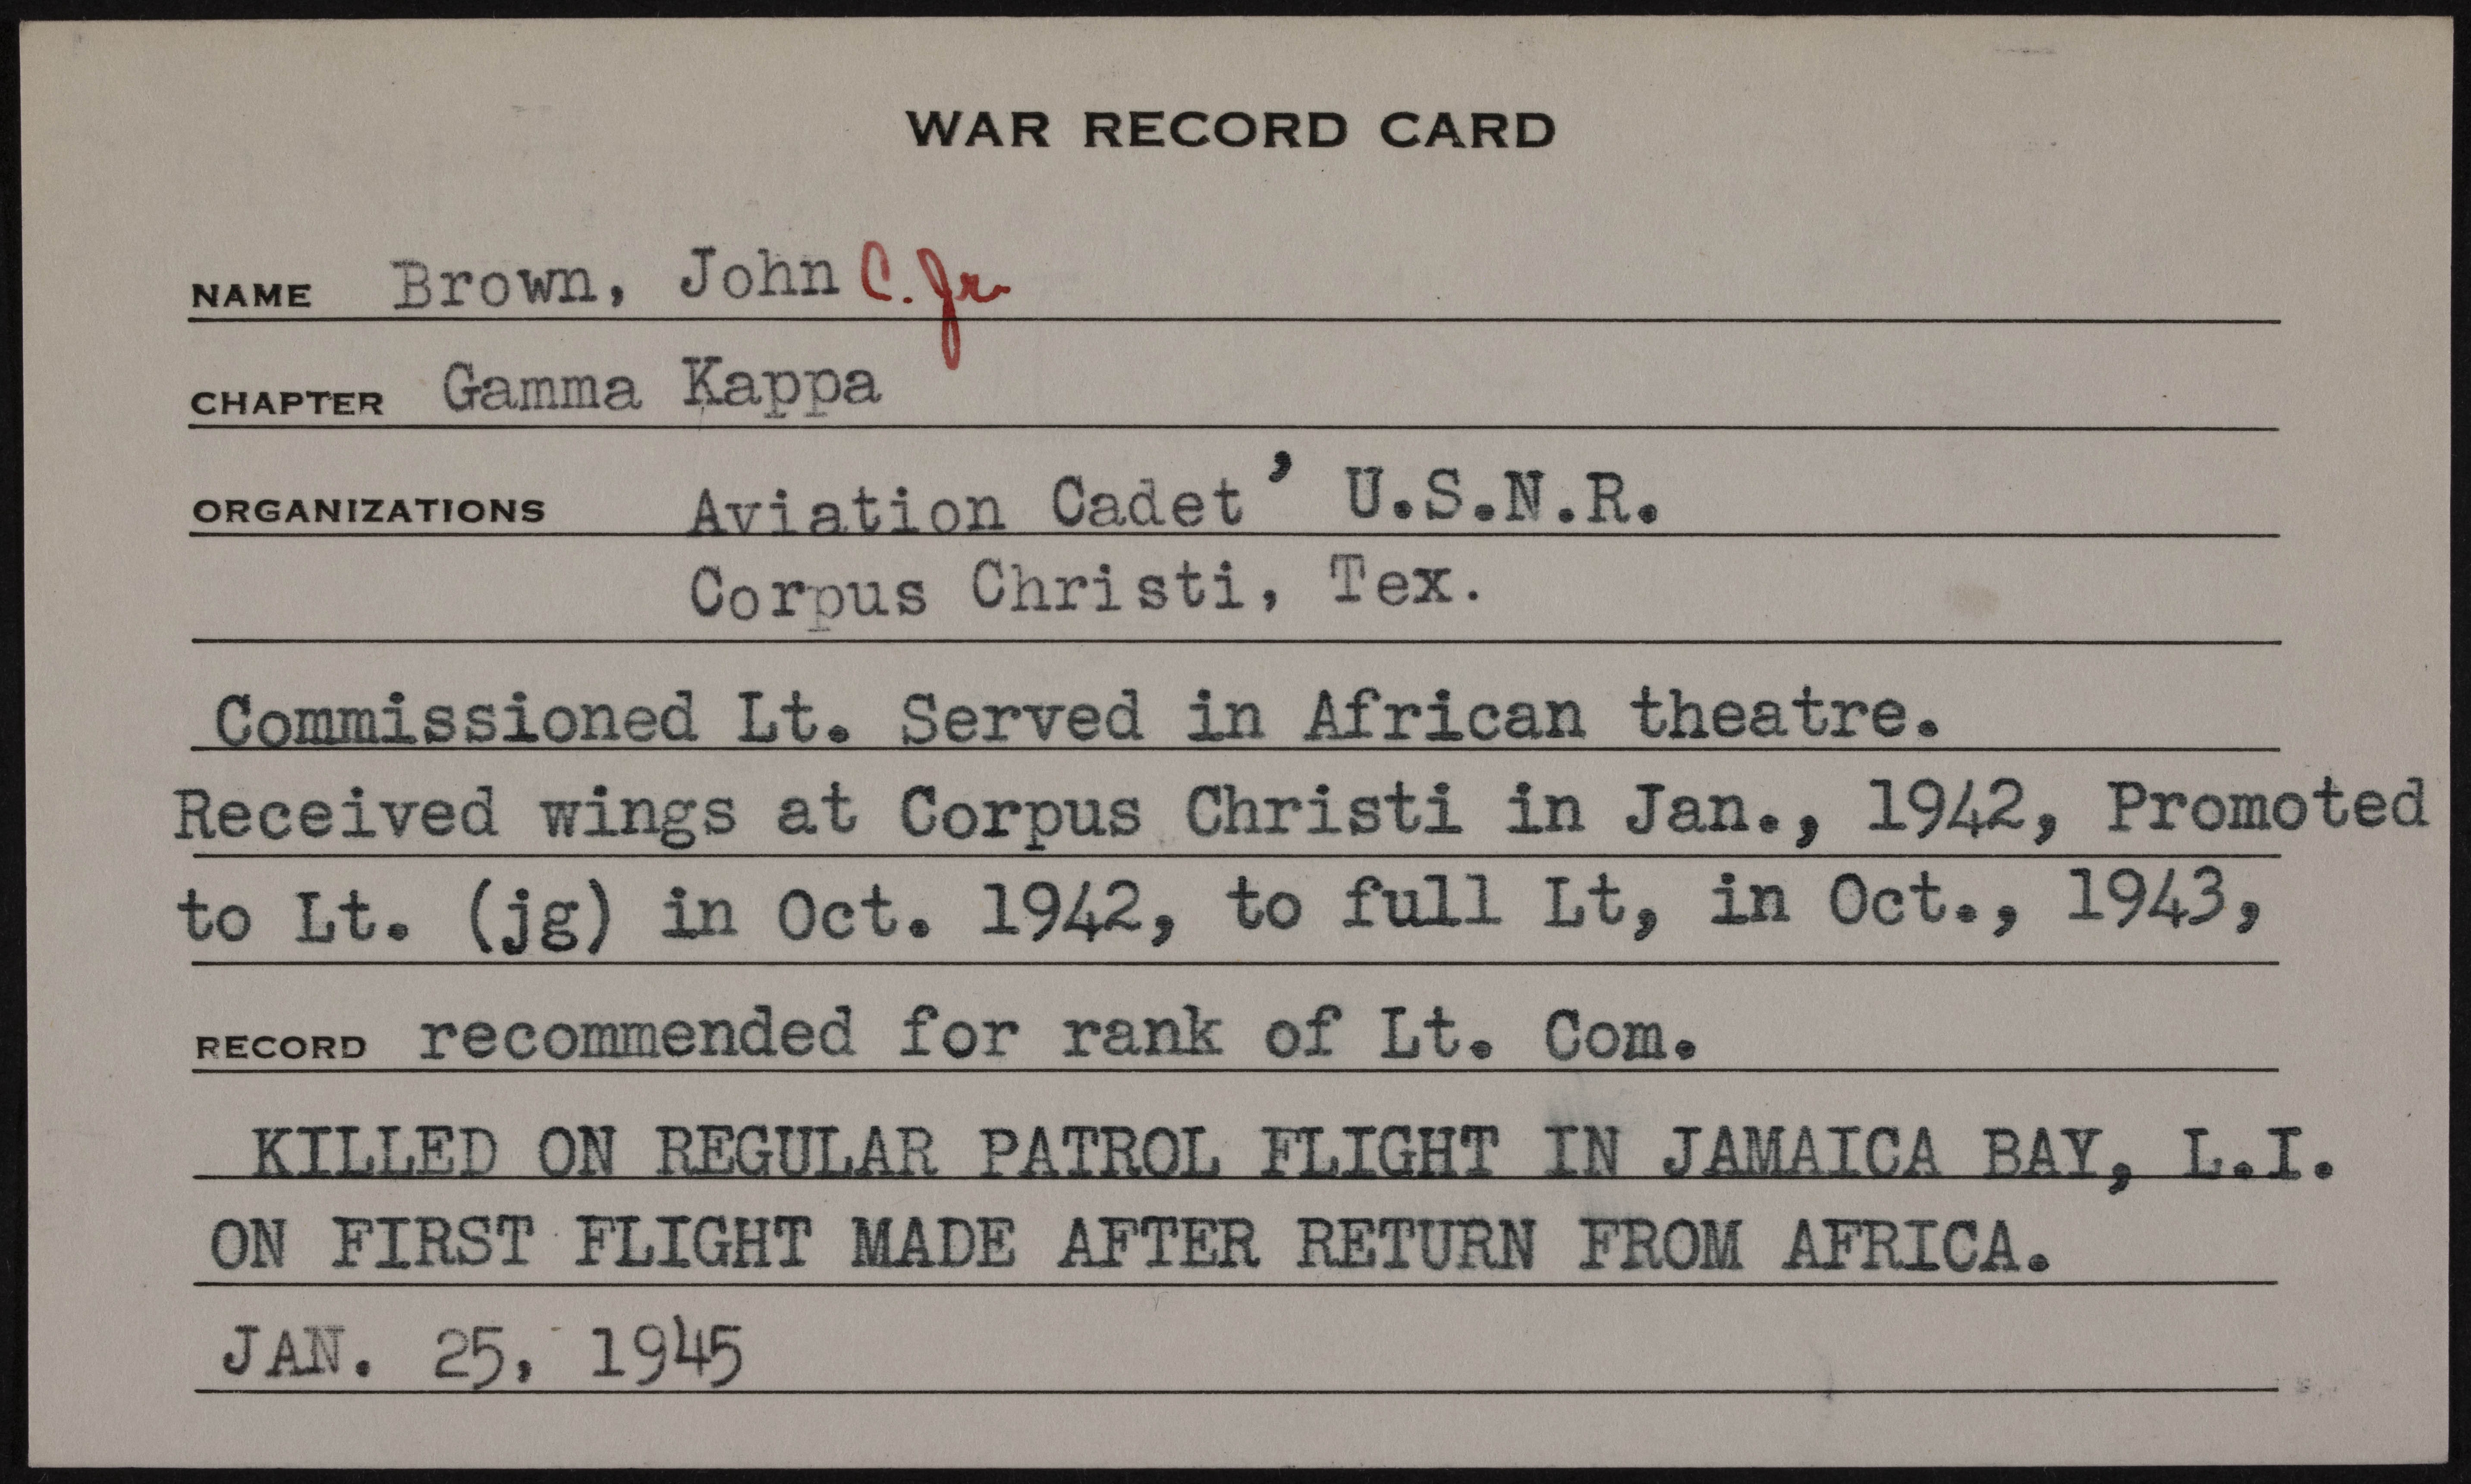 WAR RECORD CARD
NAME Brown, John C. Jr.
CHAPTER Gamma Kappa
ORGANIZATIONS Aviation Cadet, U.S.N.R.
Corpus Christi, Tex.
Commissioned Lt. Served in African theatre.
Received wings at Corpus Christi in Jan., 1942, Promoted
to Lt. (jg) in Oct. 1942, to full Lt, in Oct., 1943,
RECORD recommended for rank of Lt. Com.
KILLED ON REGULAR PATROL FLIGHT IN JAMAICA BAY, L.I.
ON FIRST FLIGHT MADE AFTER RETURN FROM AFRICA.
JAN. 25, 1945